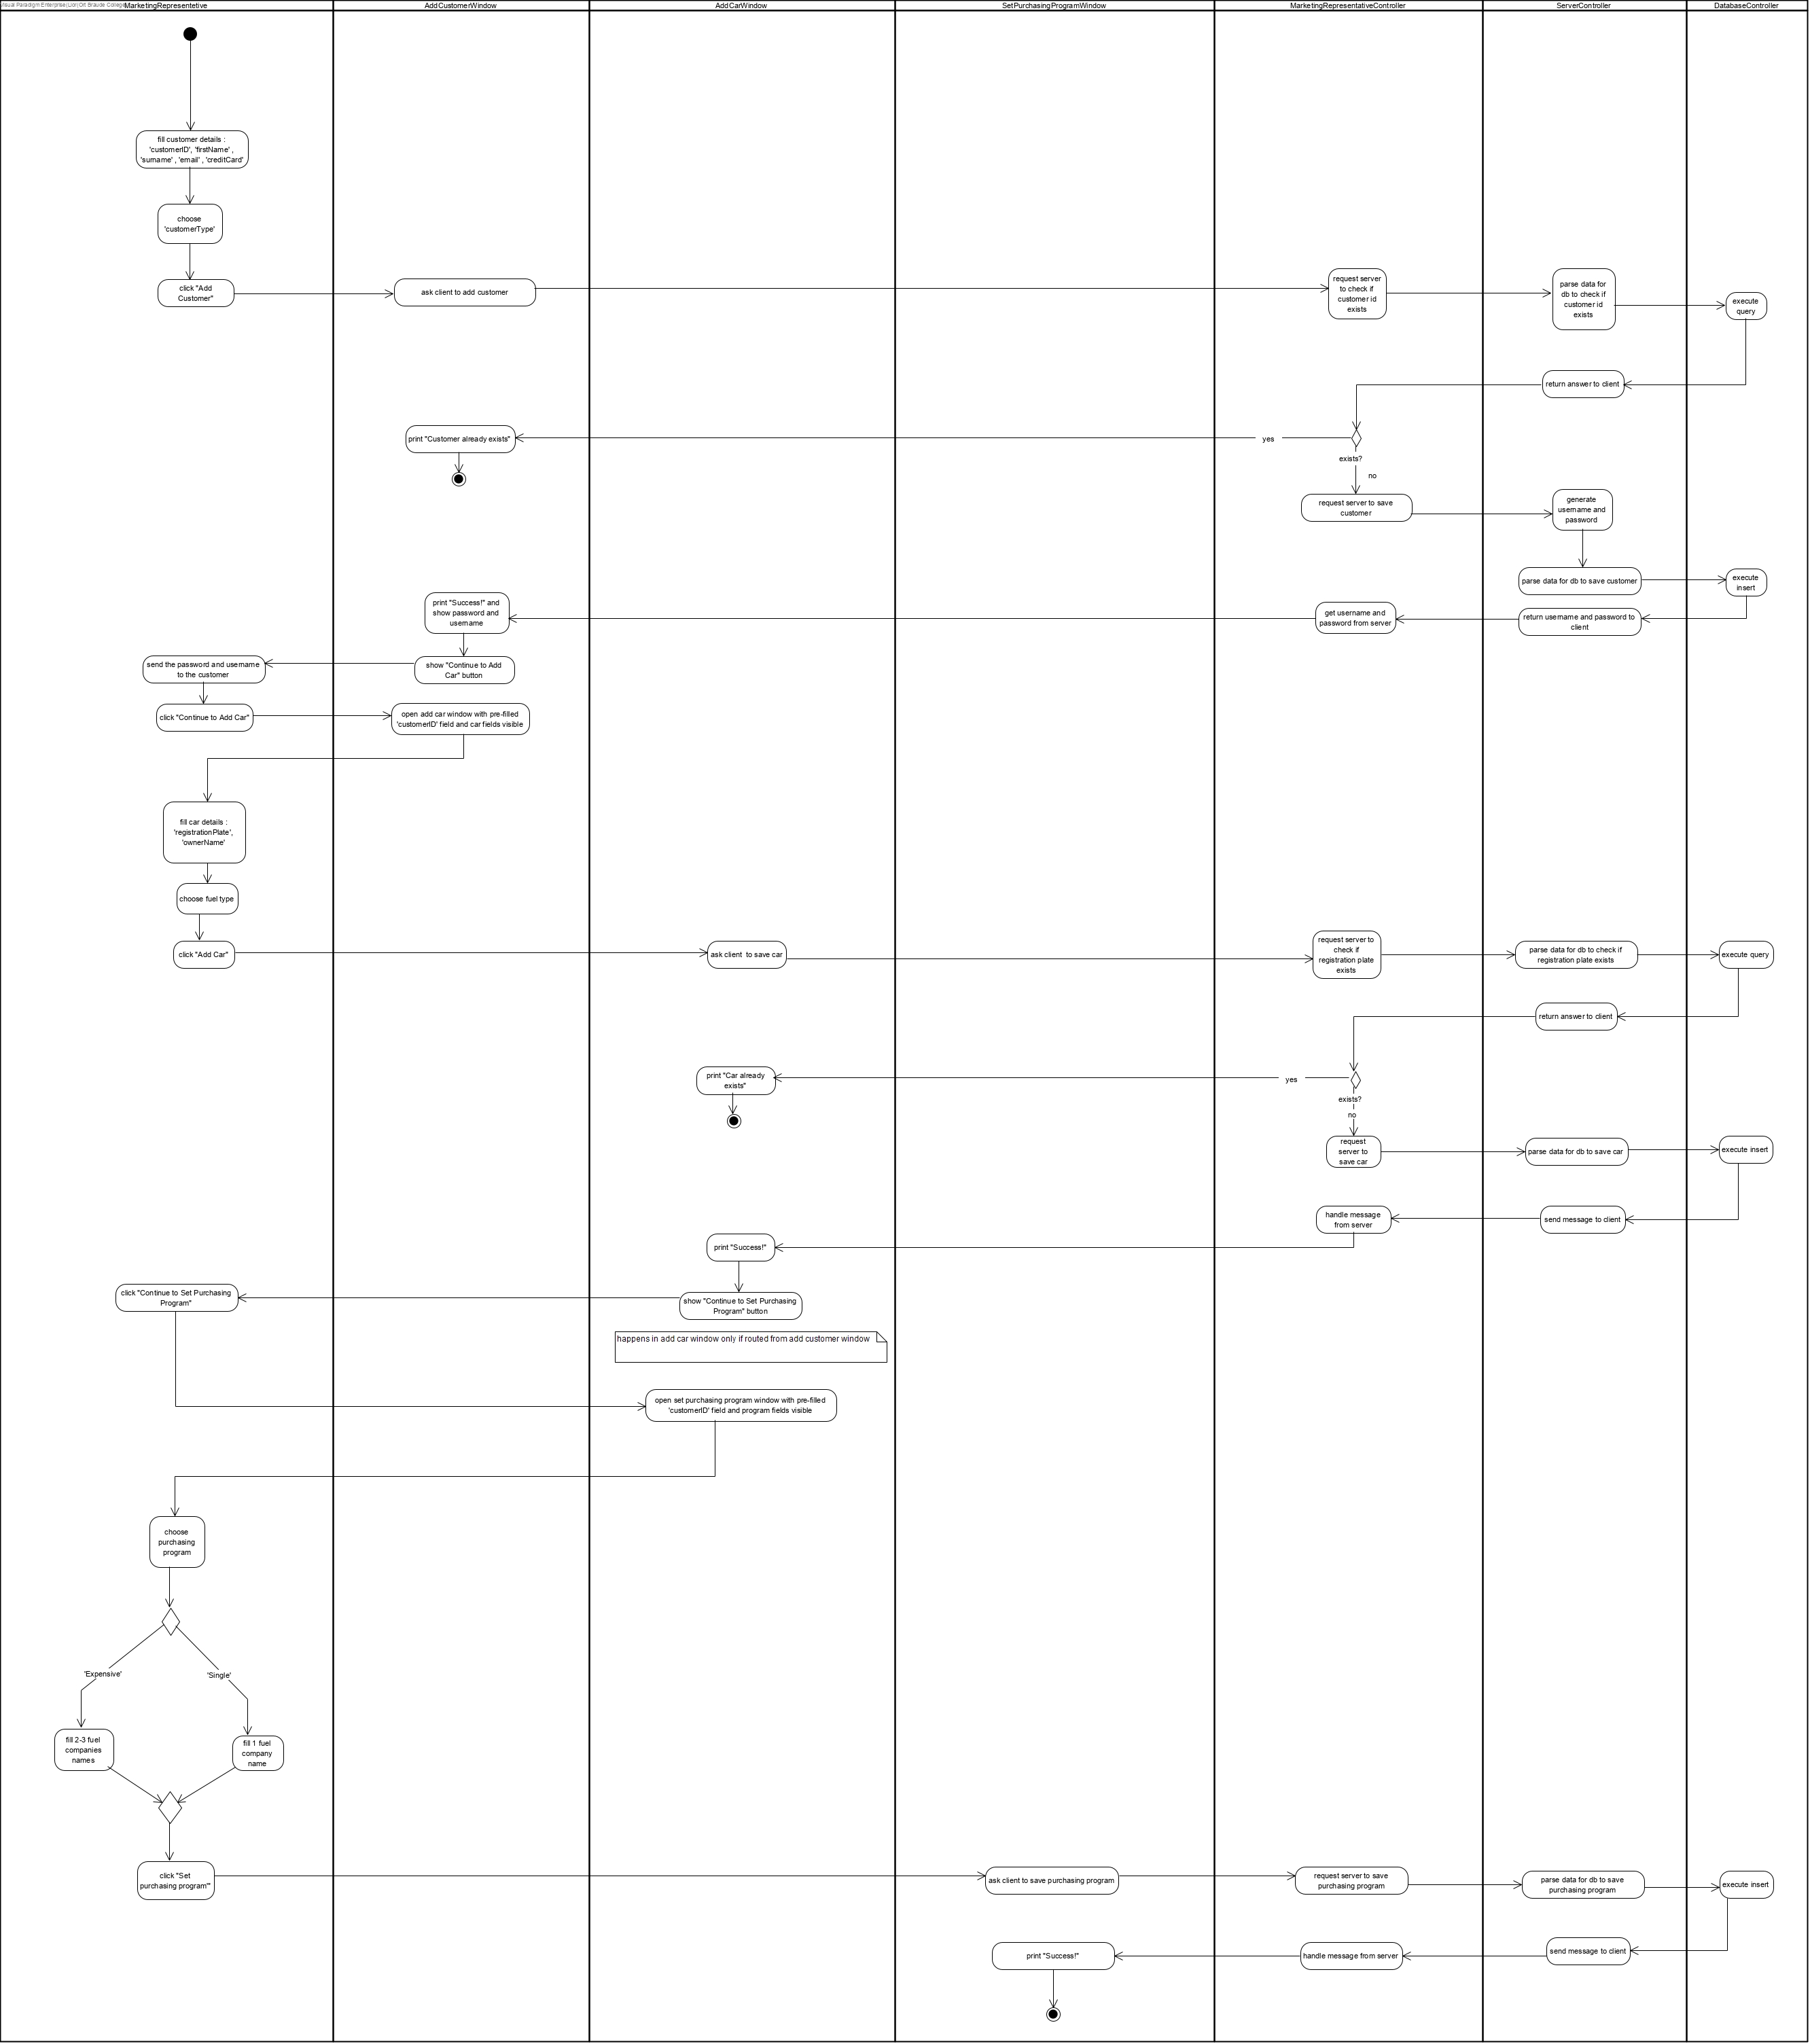 Visual Paradigm Enterprise(Lior(Ort Braude College
MarketingRepresentetive
AddCustomerWindow
AddCarWindow
SetPurchasingProgramWindow
MarketingRepresentativeController
ServerController
DatabaseController
fill customer details :
'customerID', 'firstName' ,
'surname' , 'email' , 'creditCard'
choose
'customerType'
click "Add
Customer"
ask client to add customer
request server
to check if
customer id
exists
parse data for
db to check if
customer id
exists
execute
query
return answer to client
print "Customer already exists"
yes
exists?
no
request server to save
customer
generate
username and
password
parse data for db to save customer
execute
insert
print "Success!" and
show password and
username
get username and
password from server
return username and password to
client
send the password and username
to the customer
show "Continue to Add
Car" button
click "Continue to Add Car"
open add car window with pre-filled
'customerID' field and car fields visible
fill car details :
'registrationPlate',
'ownerName'
choose fuel type
click "Add Car"
ask client  to save car
request server to
check if
registration plate
exists
parse data for db to check if
registration plate exists
execute query
return answer to client
print "Car already
exists"
yes
exists?
no
request
server to
save car
parse data for db to save car
execute insert
handle message
from server
send message to client
print "Success!"
click "Continue to Set Purchasing
Program"
show "Continue to Set Purchasing
Program" button
happens in add car window only if routed from add customer window
open set purchasing program window with pre-filled
'customerID' field and program fields visible
choose
purchasing
program
'Expensive'
'Single'
fill 2-3 fuel
companies
names
fill 1 fuel
company
name
click "Set
purchasing program"'
ask client to save purchasing program
request server to save
purchasing program
parse data for db to save
purchasing program
execute insert
print "Success!"
handle message from server
send message to client